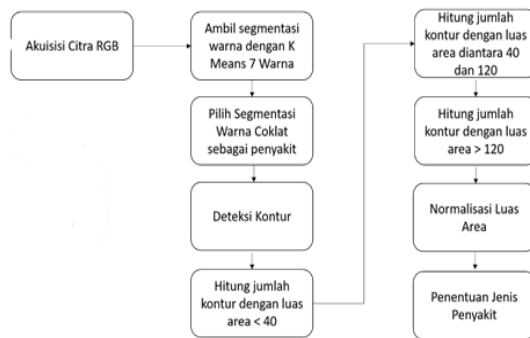 Akuisisi Citra RGB
Ambil segmentasi
warna dengan K
Means 7 Warna
Pilih Segmentasi
Warna Coklat
sebagai penyakit
Deteksi Kontur
Hitung jumlah
kontur dengan luas
area < 40
Hitung jumlah
kontur dengan luas
area diantara 40
dan 120
Hitung jumlah
kontur dengan luas
area > 120
Normalisasi Luas
Area
Penentuan Jenis
Penyakit